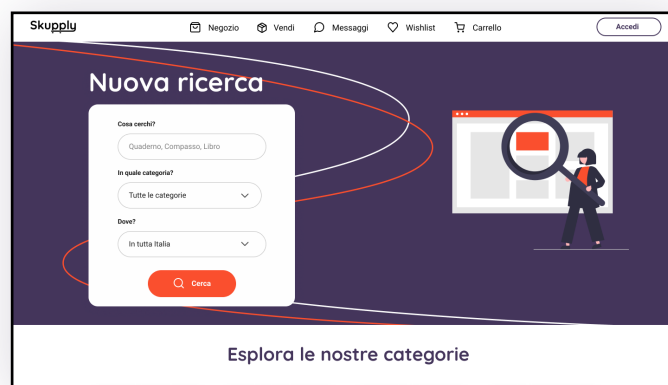 Skupply
Negozio
Vendi
Messaggi
Wishlist
Carrello
Accedi
Nuova ricerca
Cosa cerchi?
Quaderno, Compasso, Libro
In quale categoria?
Tutte le categorie
Dove?
In tutta Italia
Cerca
Esplora le nostre categorie